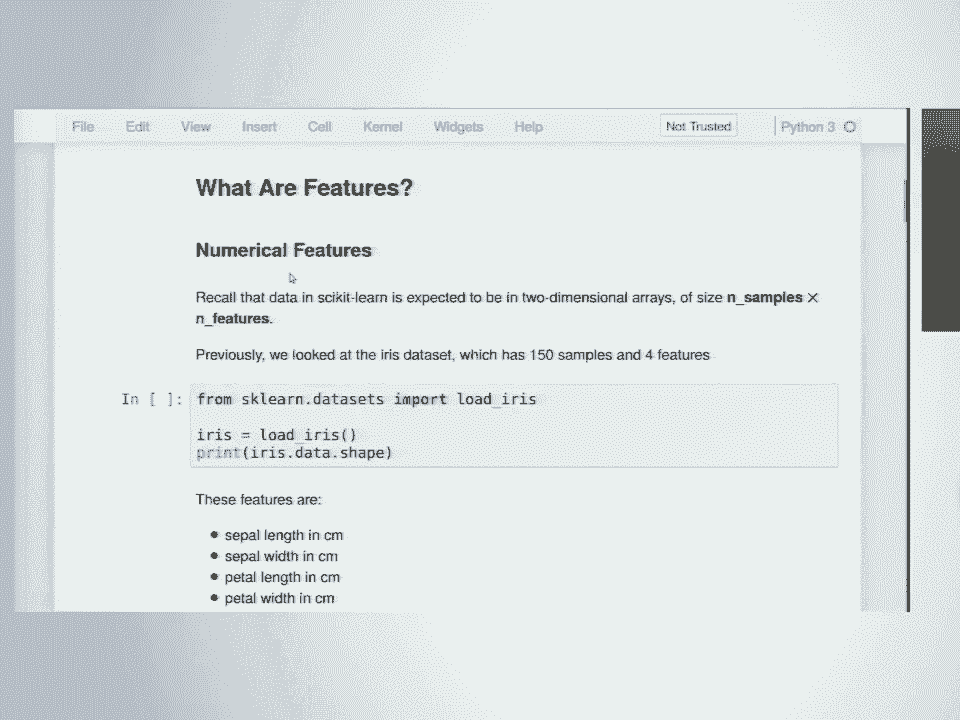 File Edit View Insert Cell Kernel Widgets Help Not Trusted Python 3
What Are Features?
Numerical Features
Recall that data in scikit-learn is expected to be in two-dimensional arrays, of size n_samples ×
n_features.
Previously, we looked at the iris dataset, which has 150 samples and 4 features
In [ ]: from sklearn.datasets import load_iris
iris = load_iris()
print(iris.data.shape)
These features are:
• sepal length in cm
• sepal width in cm
• petal length in cm
• petal width in cm